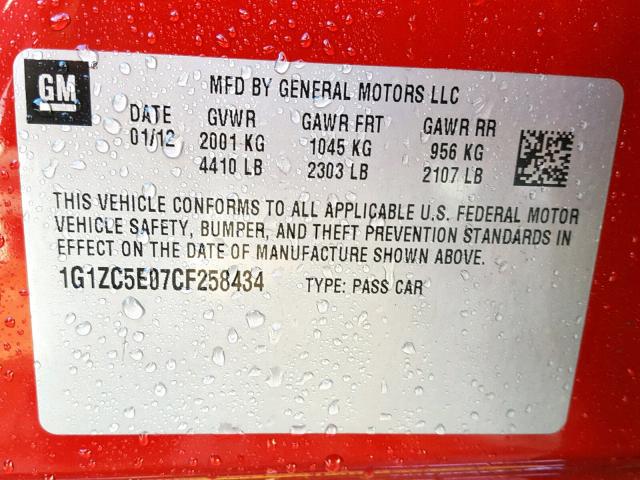 GM
MFD BY GENERAL MOTORS LLC
DATE GVWR GAWR FRT GAWR RR
01/12 2001 KG 1045 KG 956 KG
4410 LB 2303 LB 2107 LB
THIS VEHICLE CONFORMS TO ALL APPLICABLE U.S. FEDERAL MOTOR
VEHICLE SAFETY, BUMPER, AND THEFT PREVENTION STANDARDS IN
EFFECT ON THE DATE OF MANUFACTURE SHOWN ABOVE.
1G1ZC5E07CF258434 TYPE: PASS CAR